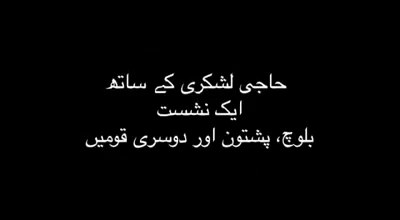 حاجی لشکری کے ساتھ
ایک نشست
بلوچ، پشتون اور دوسری قومیں